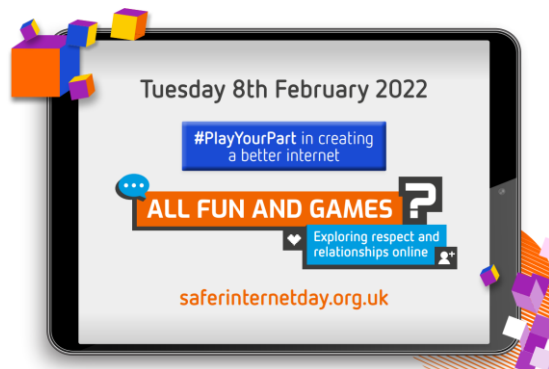 Tuesday 8th February 2022
#PlayYourPart in creating
a better internet
ALL FUN AND GAMES ?
Exploring respect and
relationships online
saferinternetday.org.uk